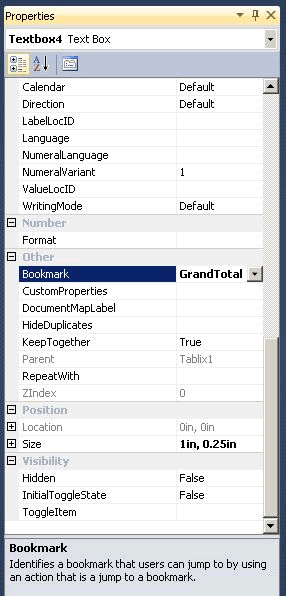 Properties
Textbox4 Text Box
Calendar Default
Direction Default
LabelLocID
Language
NumeralLanguage
NumeralVariant 1
ValueLocID
WritingMode Default
Number
Format
Other
Bookmark GrandTotal
CustomProperties
DocumentMapLabel
HideDuplicates
KeepTogether True
Parent Tablix1
RepeatWith
ZIndex 0
Position
Location 0in, 0in
Size 1in, 0.25in
Visibility
Hidden False
InitialToggleState False
ToggleItem
Bookmark
Identifies a bookmark that users can jump to by using
an action that is a jump to a bookmark.